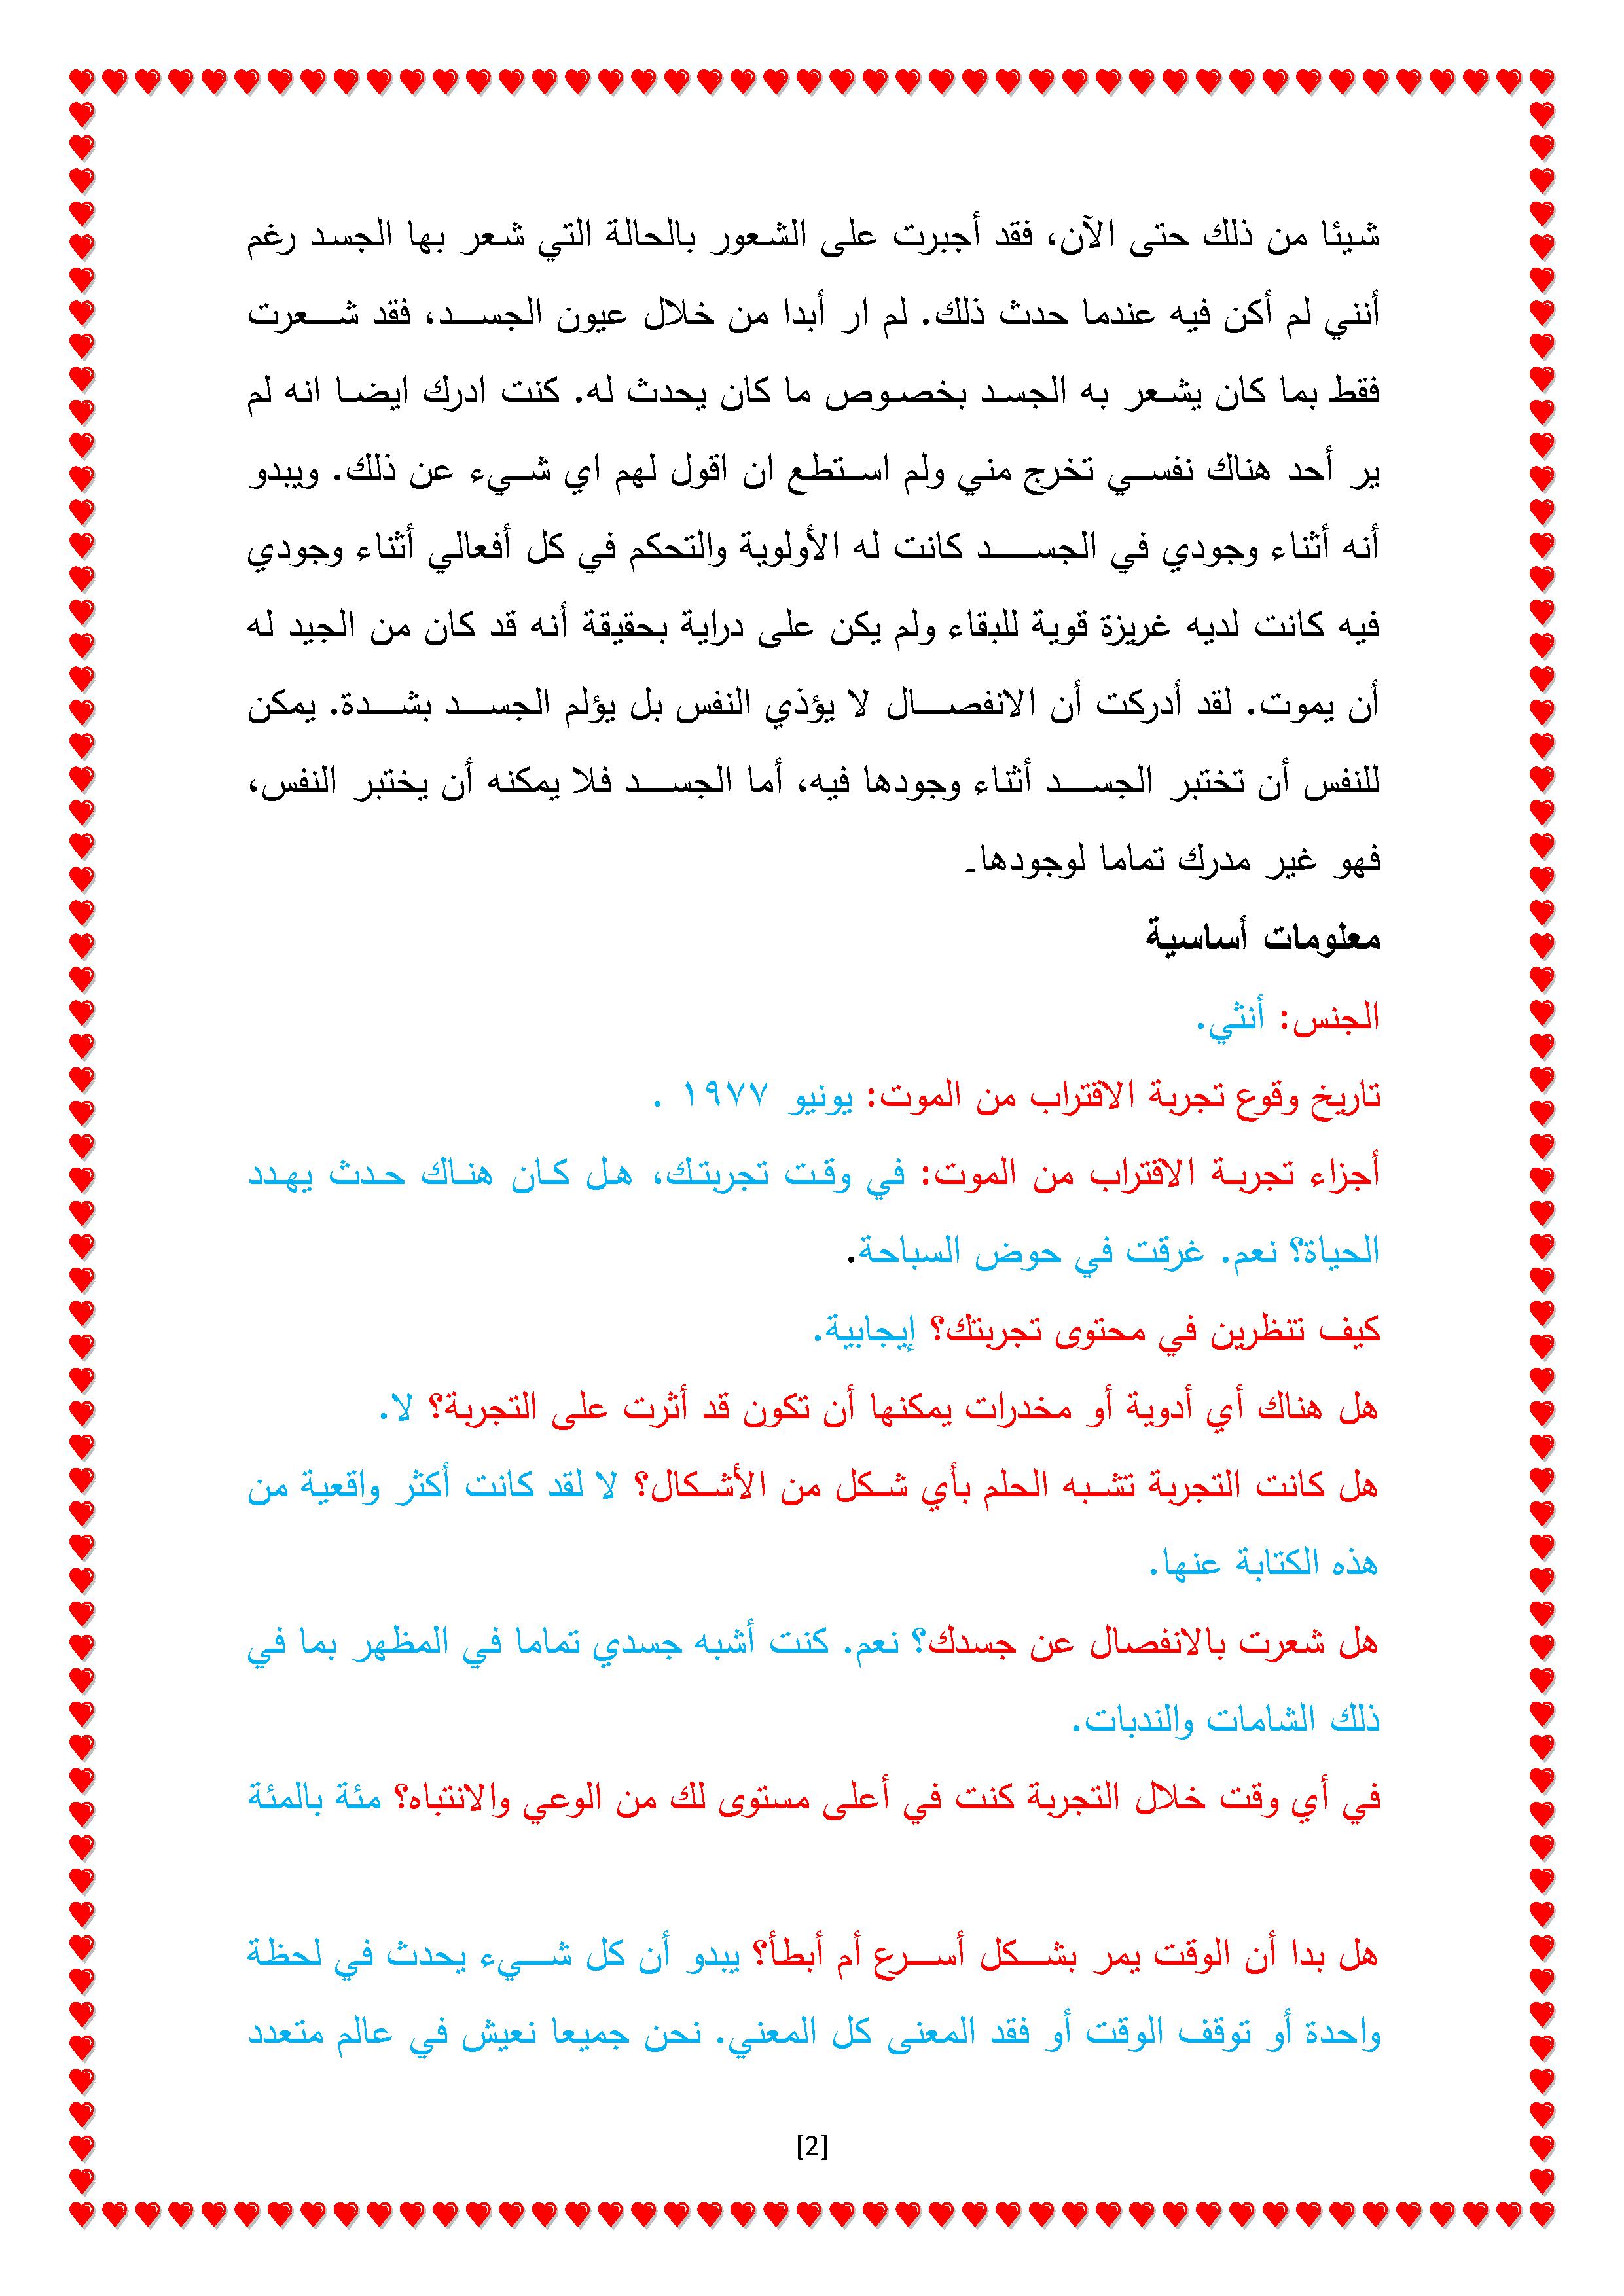 شيئا من ذلك حتى الآن، فقد أجبرت على الشعور بالحالة التي شعر بها الجسد رغم
أنني لم أكن فيه عندما حدث ذلك. لم ار أبدا من خلال عيون الجسد، فقد شعرت
فقط بما كان يشعر به الجسد بخصوص ما كان يحدث له. كنت ادرك ايضا انه لم
ير أحد هناك نفسي تخرج مني ولم استطع ان اقول لهم اي شيء عن ذلك. ويبدو
أنه أثناء وجودي في الجسد كانت له الأولوية والتحكم في كل أفعالي أثناء وجودي
فيه كانت لديه غريزة قوية للبقاء ولم يكن على دراية بحقيقة أنه قد كان من الجيد له
أن يموت. لقد أدركت أن الانفصال لا يؤذي النفس بل يؤلم الجسد بشدة. يمكن
للنفس أن تختبر الجسد أثناء وجودها فيه، أما الجسد فلا يمكنه أن يختبر النفس،
فهو غير مدرك تماما لوجودها۔
معلومات أساسية
الجنس: أنثي.
تاريخ وقوع تجربة الاقتراب من الموت: يونيو ١٩٧٧ .
أجزاء تجربة الاقتراب من الموت: في وقت تجربتك، هل كان هناك حدث يهدد
الحياة؟ نعم. غرقت في حوض السباحة.
كيف تنظرين في محتوى تجربتك؟ إيجابية.
هل هناك أي أدوية أو مخدرات يمكنها أن تكون قد أثرت على التجربة؟ لا.
هل كانت التجربة تشبه الحلم بأي شكل من الأشكال؟ لا لقد كانت أكثر واقعية من
هذه الكتابة عنها.
هل شعرت بالانفصال عن جسدك؟ نعم. كنت أشبه جسدي تماما في المظهر بما في
ذلك الشامات والندبات.
في أي وقت خلال التجربة كنت في أعلى مستوى لك من الوعي والانتباه؟ مئة بالمئة
هل بدا أن الوقت يمر بشكل أسرع أم أبطأ؟ يبدو أن كل شيء يحدث في لحظة
واحدة أو توقف الوقت أو فقد المعنى كل المعني. نحن جميعا نعيش في عالم متعدد
[2]